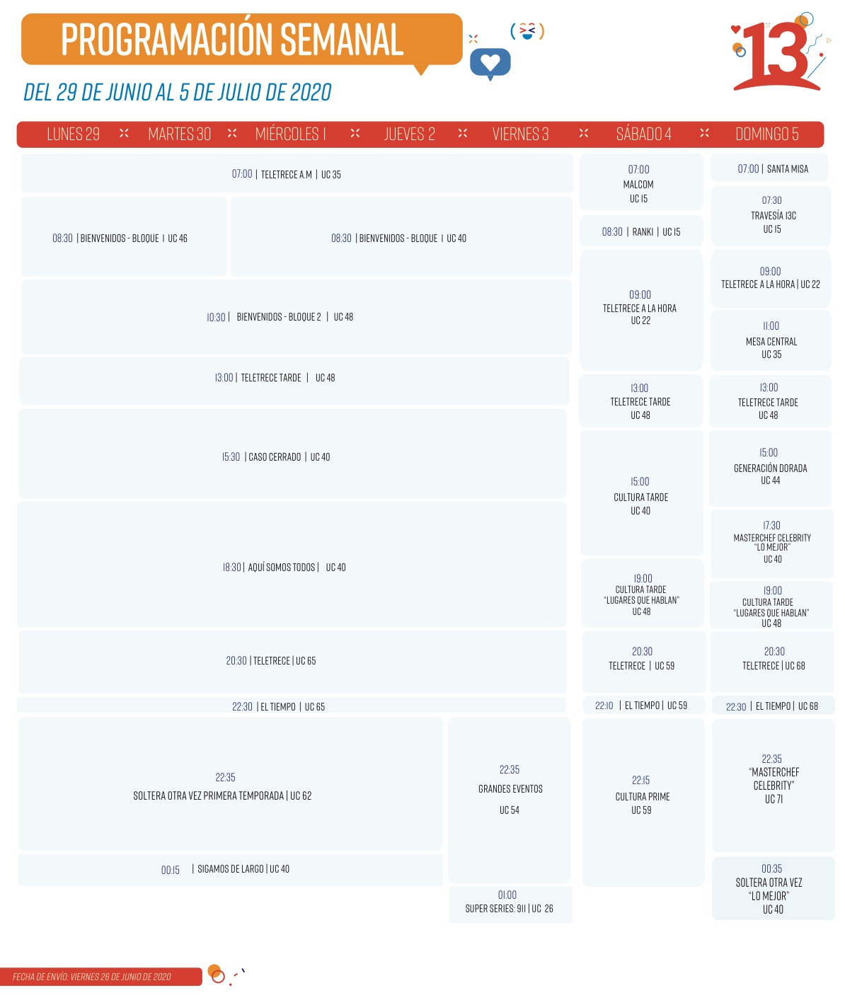 PROGRAMACIÓN SEMANAL
DEL 29 DE JUNIO AL 5 DE JULIO DE 2020
13
LUNES 29 MARTES 30 MIÉRCOLES 1 JUEVES 2 VIERNES 3 SÁBADO 4 DOMINGO 5
07:00 | TELETRECE A.M | UC 35
08:30 | BIENVENIDOS - BLOQUE 1 UC 46
08:30 | BIENVENIDOS - BLOQUE 1 UC 40
10:30 | BIENVENIDOS - BLOQUE 2 | UC 48
13:00 | TELETRECE TARDE | UC 48
15:30 | CASO CERRADO | UC 40
18:30 | AQUÍ SOMOS TODOS | UC 40
20:30 | TELETRECE | UC 65
22:30 | EL TIEMPO | UC 65
22:35
SOLTERA OTRA VEZ PRIMERA TEMPORADA | UC 62
00:15 | SIGAMOS DE LARGO | UC 40
22:35
GRANDES EVENTOS
UC 54
01:00
SUPER SERIES: 911 | UC 26
07:00
MALCOM
UC 15
08:30 | RANKI | UC 15
09:00
TELETRECE A LA HORA
UC 22
13:00
TELETRECE TARDE
UC 48
15:00
CULTURA TARDE
UC 40
19:00
CULTURA TARDE
"LUGARES QUE HABLAN"
UC 48
20:30
TELETRECE | UC 59
22:10 | EL TIEMPO | UC 59
22:15
CULTURA PRIME
UC 59
07:00 | SANTA MISA
07:30
TRAVESÍA 13C
UC 15
09:00
TELETRECE A LA HORA | UC 22
11:00
MESA CENTRAL
UC 35
13:00
TELETRECE TARDE
UC 48
15:00
GENERACIÓN DORADA
UC 44
17:30
MASTERCHEF CELEBRITY
"LO MEJOR"
UC 40
19:00
CULTURA TARDE
"LUGARES QUE HABLAN"
UC 48
20:30
TELETRECE | UC 68
22:30 | EL TIEMPO | UC 68
22:35
"MASTERCHEF
CELEBRITY"
UC 71
00:35
SOLTERA OTRA VEZ
"LO MEJOR"
UC 40
FECHA DE ENVÍO: VIERNES 26 DE JUNIO DE 2020